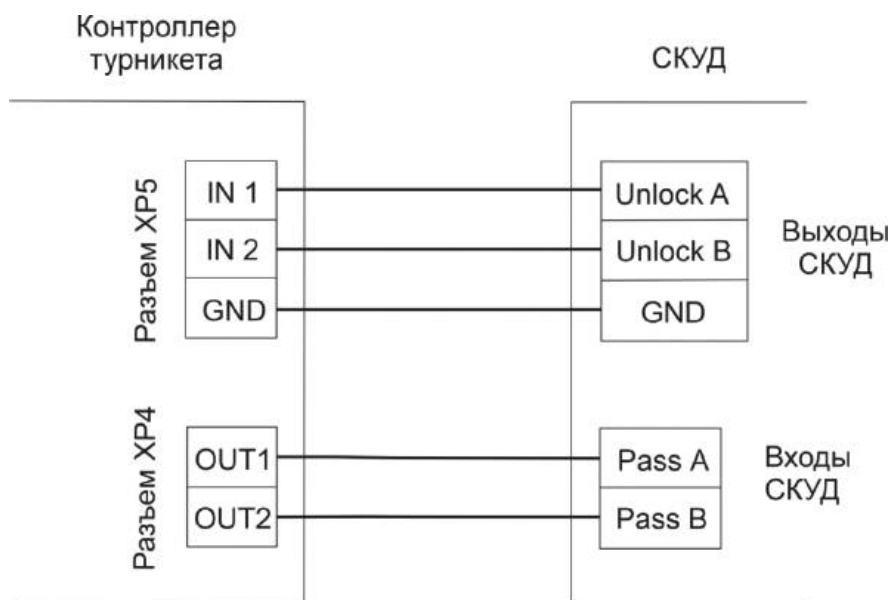 Контроллер
турникета
СКУД
Разъем XP5
IN 1
Unlock A
IN 2
Unlock B
GND
GND
Выходы
СКУД
Разъем XP4
OUT1
Pass A
OUT2
Pass B
Входы
СКУД